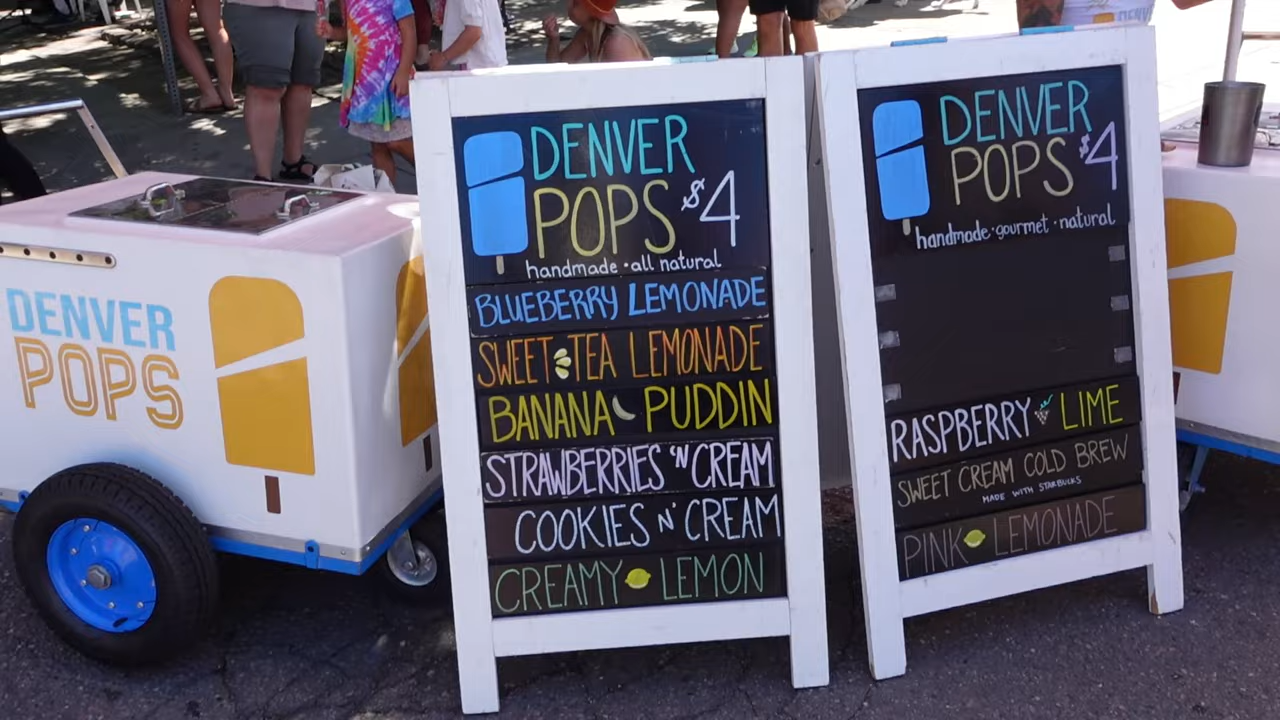 DENVER
POPS
DENVER
POPS $4
handmade · all natural
BLUEBERRY LEMONADE
SWEET TEA LEMONADE
BANANA PUDDIN
STRAWBERRIES 'N CREAM
COOKIES N' CREAM
CREAMY LEMON
DENVER
POPS $4
handmade · gourmet · natural
RASPBERRY LIME
SWEET CREAM COLD BREW
MADE WITH STARBUCKS
PINK LEMONADE